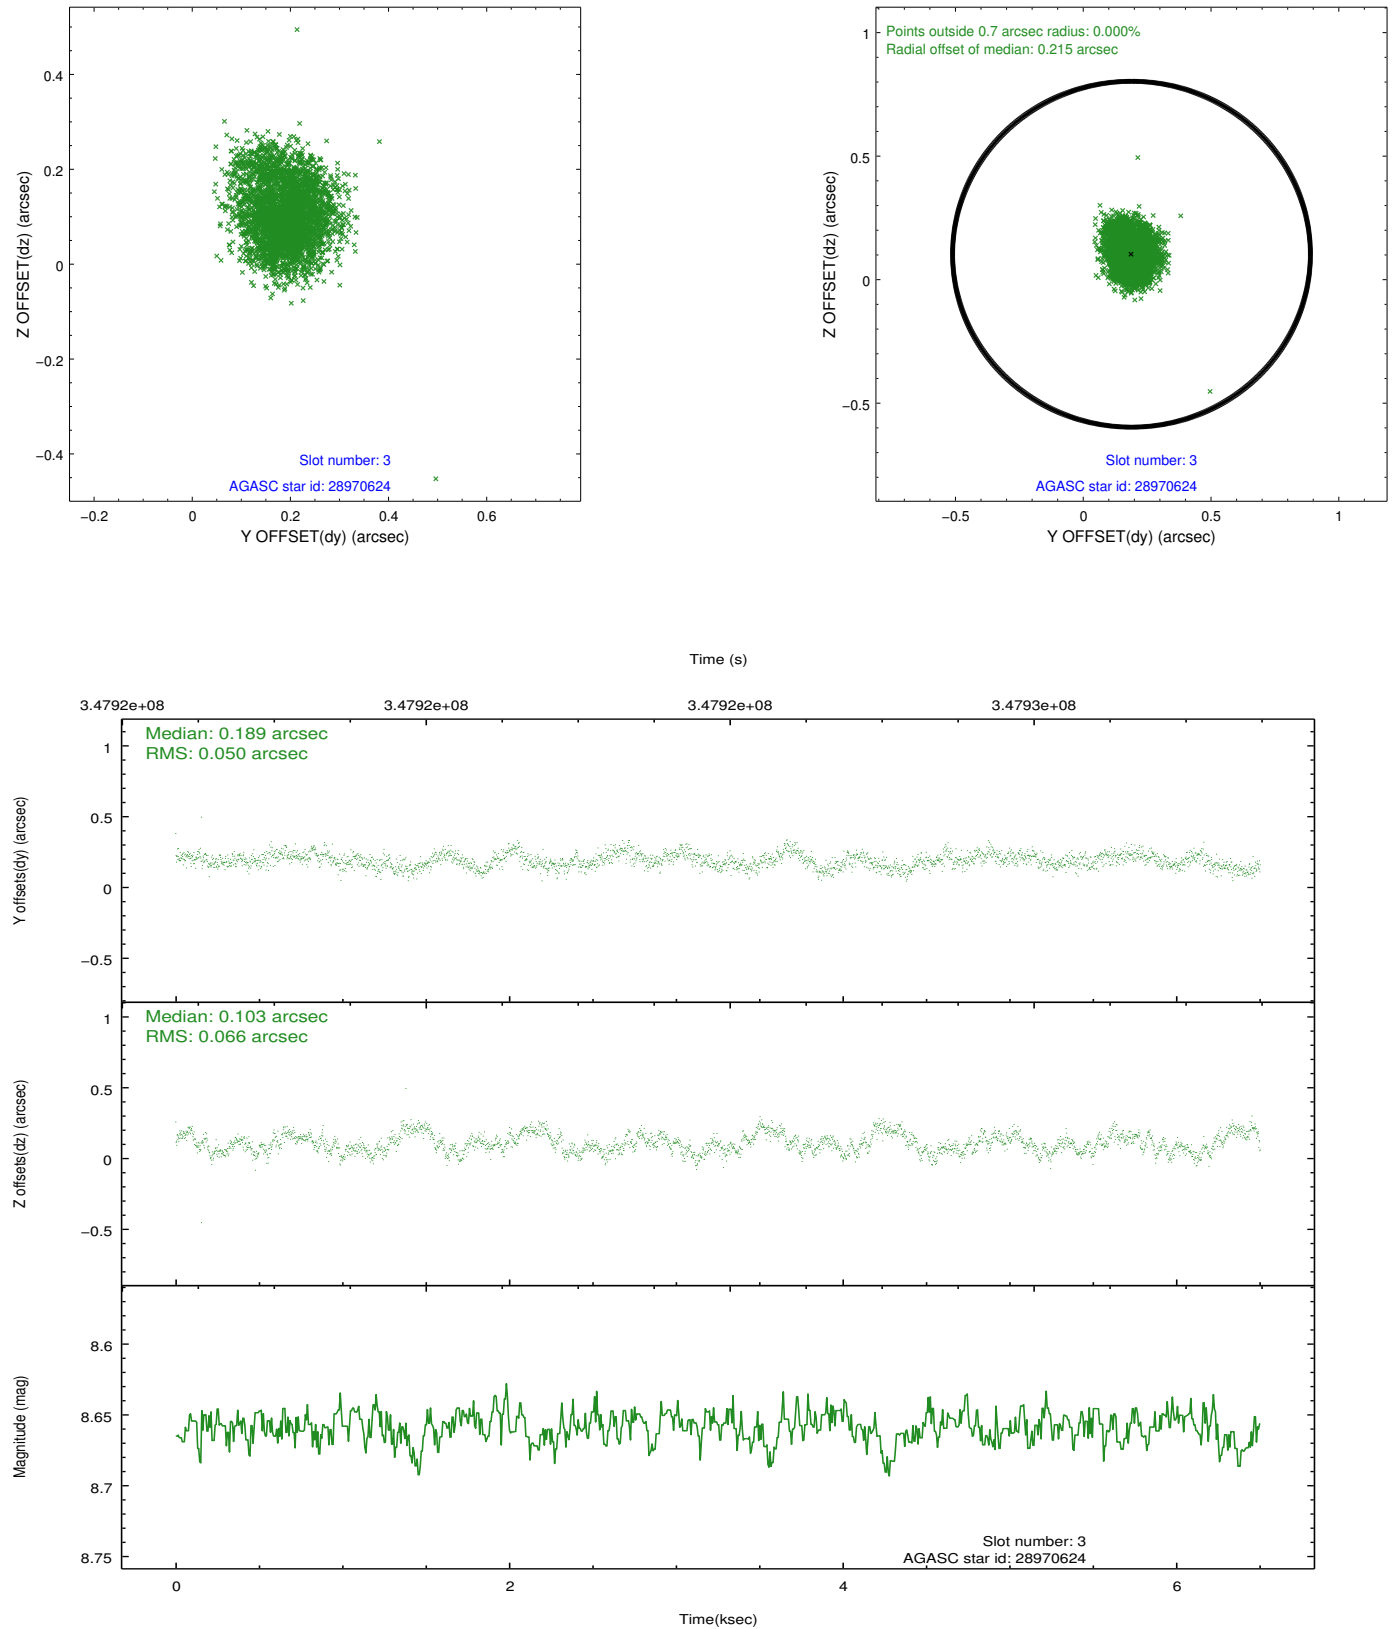 0.4
0.2
0
−0.2
−0.4
Z OFFSET(dz) (arcsec)
Slot number: 3
AGASC star id: 28970624
−0.2 0 0.2 0.4 0.6
Y OFFSET(dy) (arcsec)
Points outside 0.7 arcsec radius: 0.000%
Radial offset of median: 0.215 arcsec
1
0.5
0
−0.5
Z OFFSET(dz) (arcsec)
Slot number: 3
AGASC star id: 28970624
−0.5 0 0.5 1
Y OFFSET(dy) (arcsec)
Time (s)
3.4792e+08 3.4792e+08 3.4792e+08 3.4793e+08
Median: 0.189 arcsec
RMS: 0.050 arcsec
1
0.5
0
−0.5
Y offsets(dy) (arcsec)
Median: 0.103 arcsec
RMS: 0.066 arcsec
1
0.5
0
−0.5
Z offsets(dz) (arcsec)
8.6
8.65
8.7
8.75
Magnitude (mag)
Slot number: 3
AGASC star id: 28970624
0 2 4 6
Time(ksec)